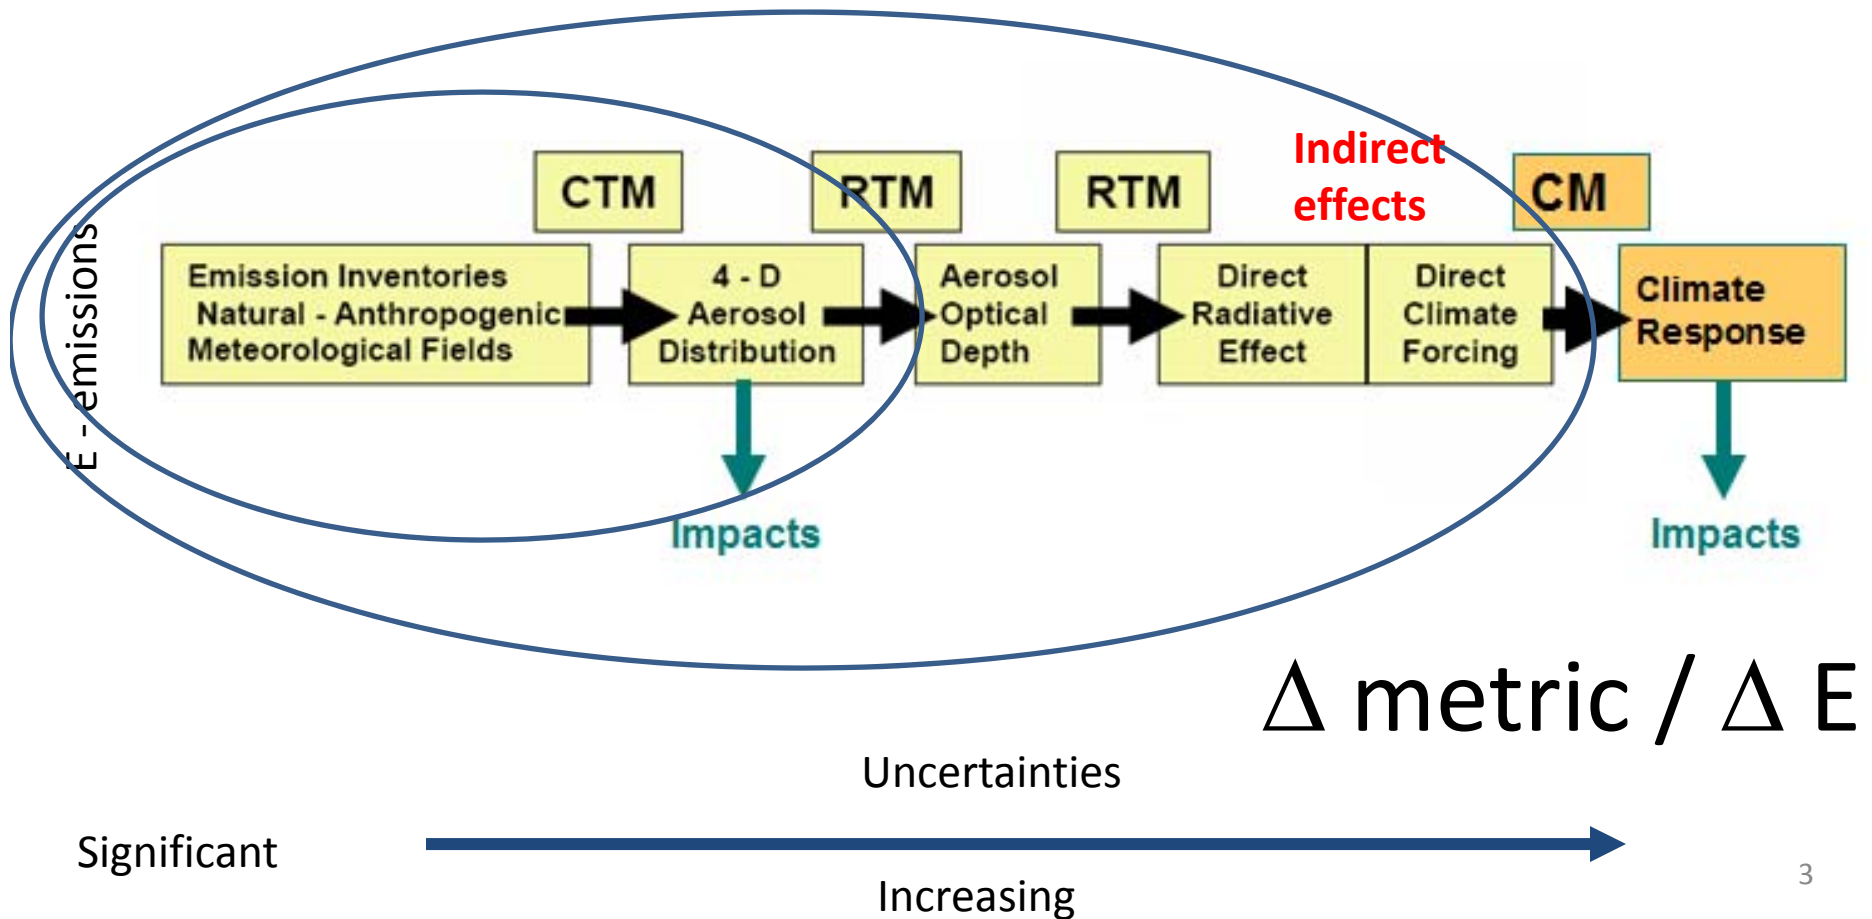 Indirect
effects
CTM
RTM
RTM
CM
E - emissions
Emission Inventories
Natural - Anthropogenic
Meteorological Fields
4 - D
Aerosol
Distribution
Aerosol
Optical
Depth
Direct
Radiative
Effect
Direct
Climate
Forcing
Climate
Response
Impacts
Impacts
Δ metric / Δ E
Uncertainties
Significant
Increasing
3